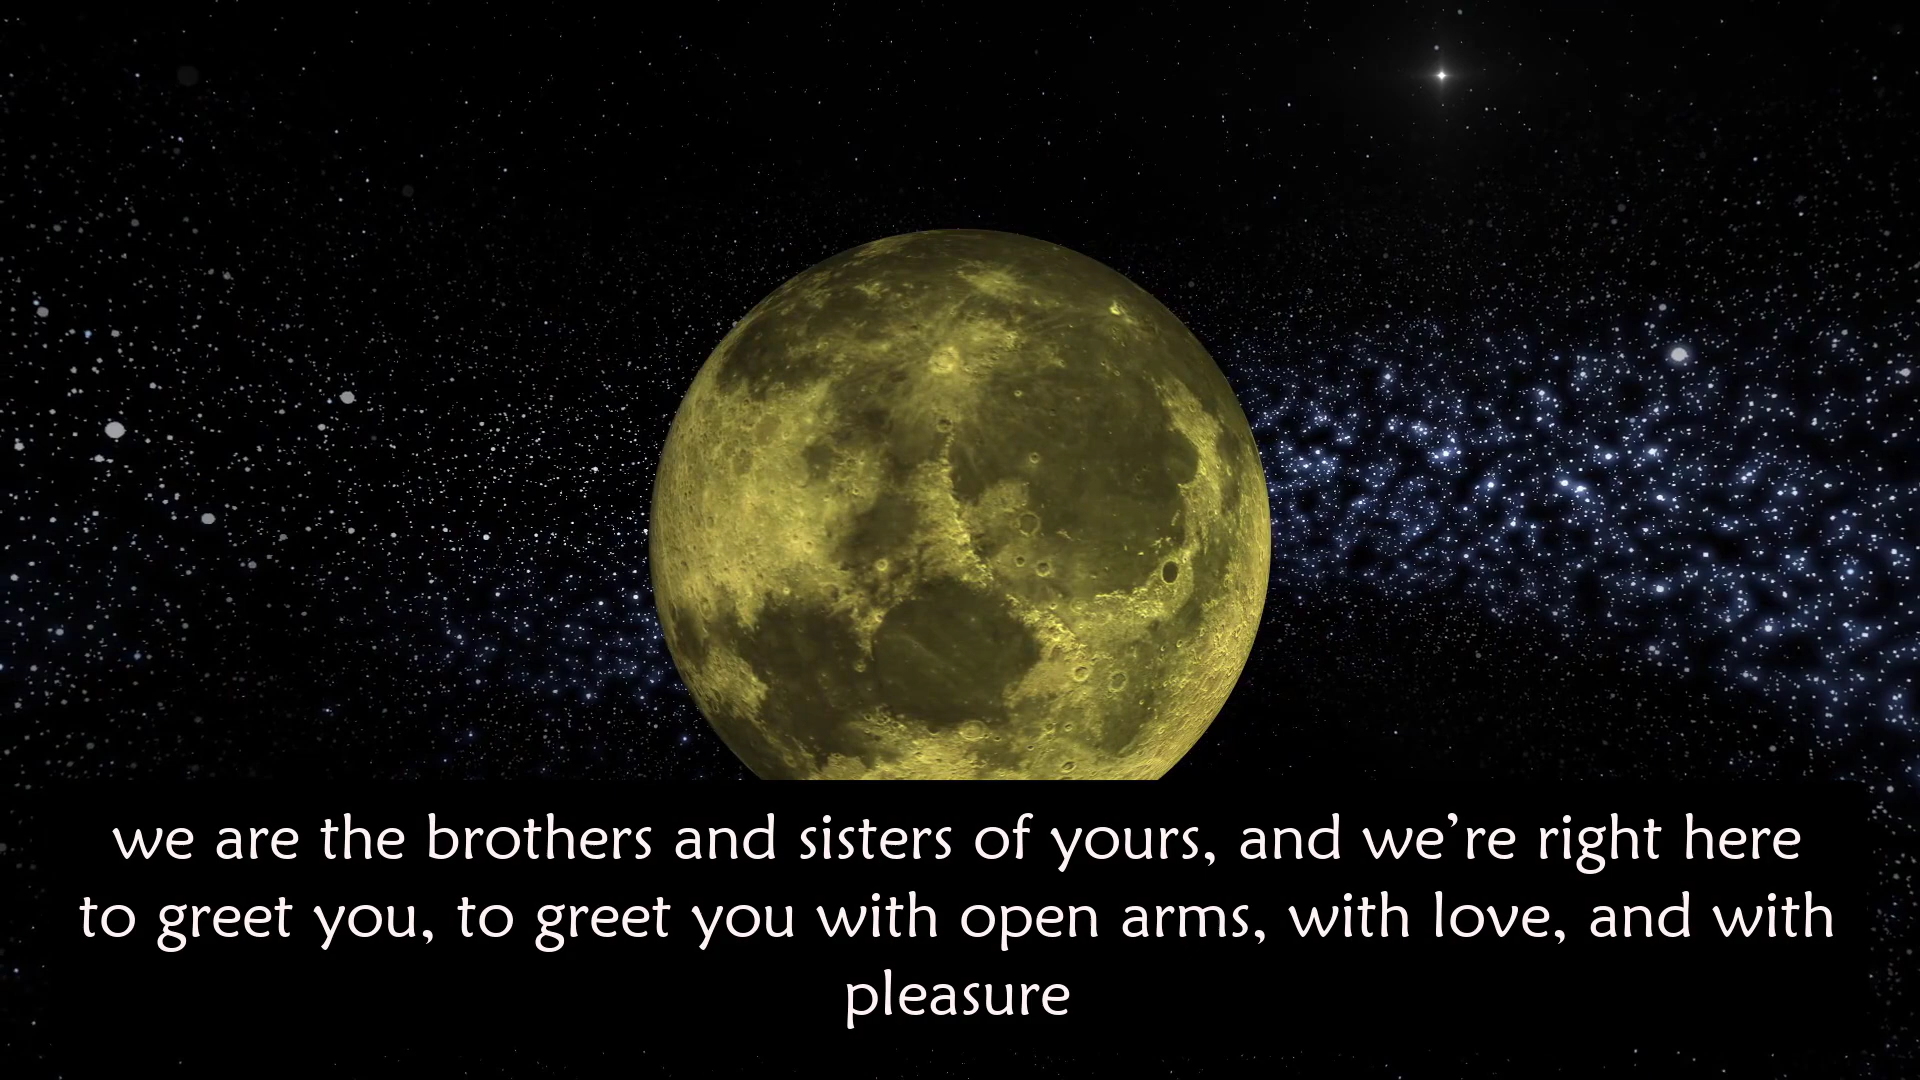 we are the brothers and sisters of yours, and we’re right here
to greet you, to greet you with open arms, with love, and with
pleasure